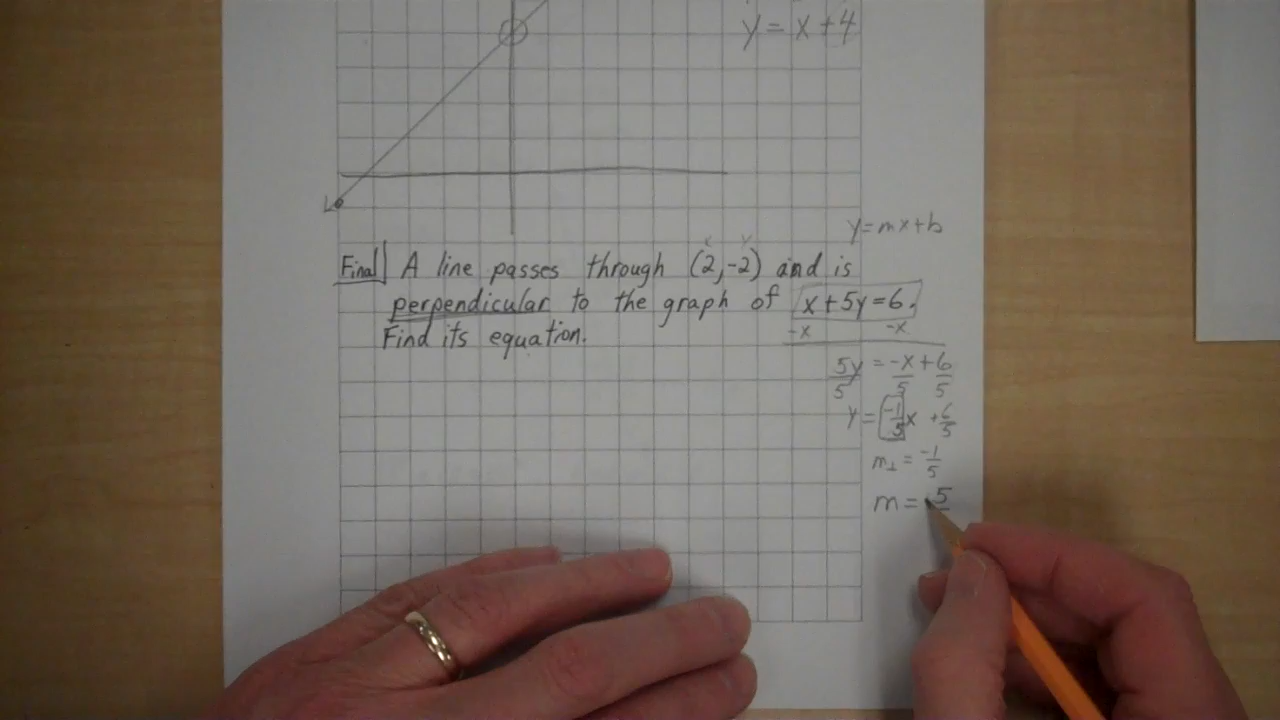 y = x + 4
y = mx + b
x y
Final A line passes through (2, -2) and is
perpendicular to the graph of x + 5y = 6.
-x -x
Find its equation.
5y = -x + 6
5 5 5
y = -1/5 x + 6/5
m⊥ = -1/5
m = 5